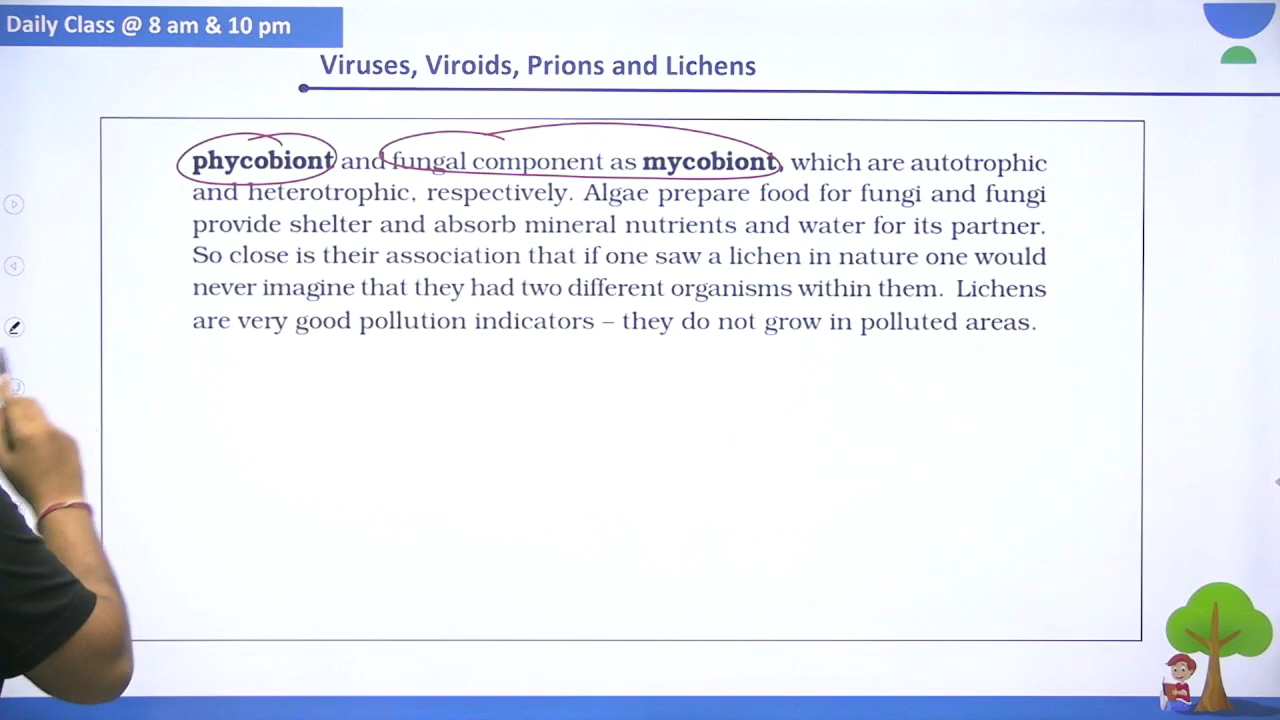 Daily Class @ 8 am & 10 pm
Viruses, Viroids, Prions and Lichens
phycobiont and fungal component as mycobiont, which are autotrophic
and heterotrophic, respectively. Algae prepare food for fungi and fungi
provide shelter and absorb mineral nutrients and water for its partner.
So close is their association that if one saw a lichen in nature one would
never imagine that they had two different organisms within them. Lichens
are very good pollution indicators – they do not grow in polluted areas.